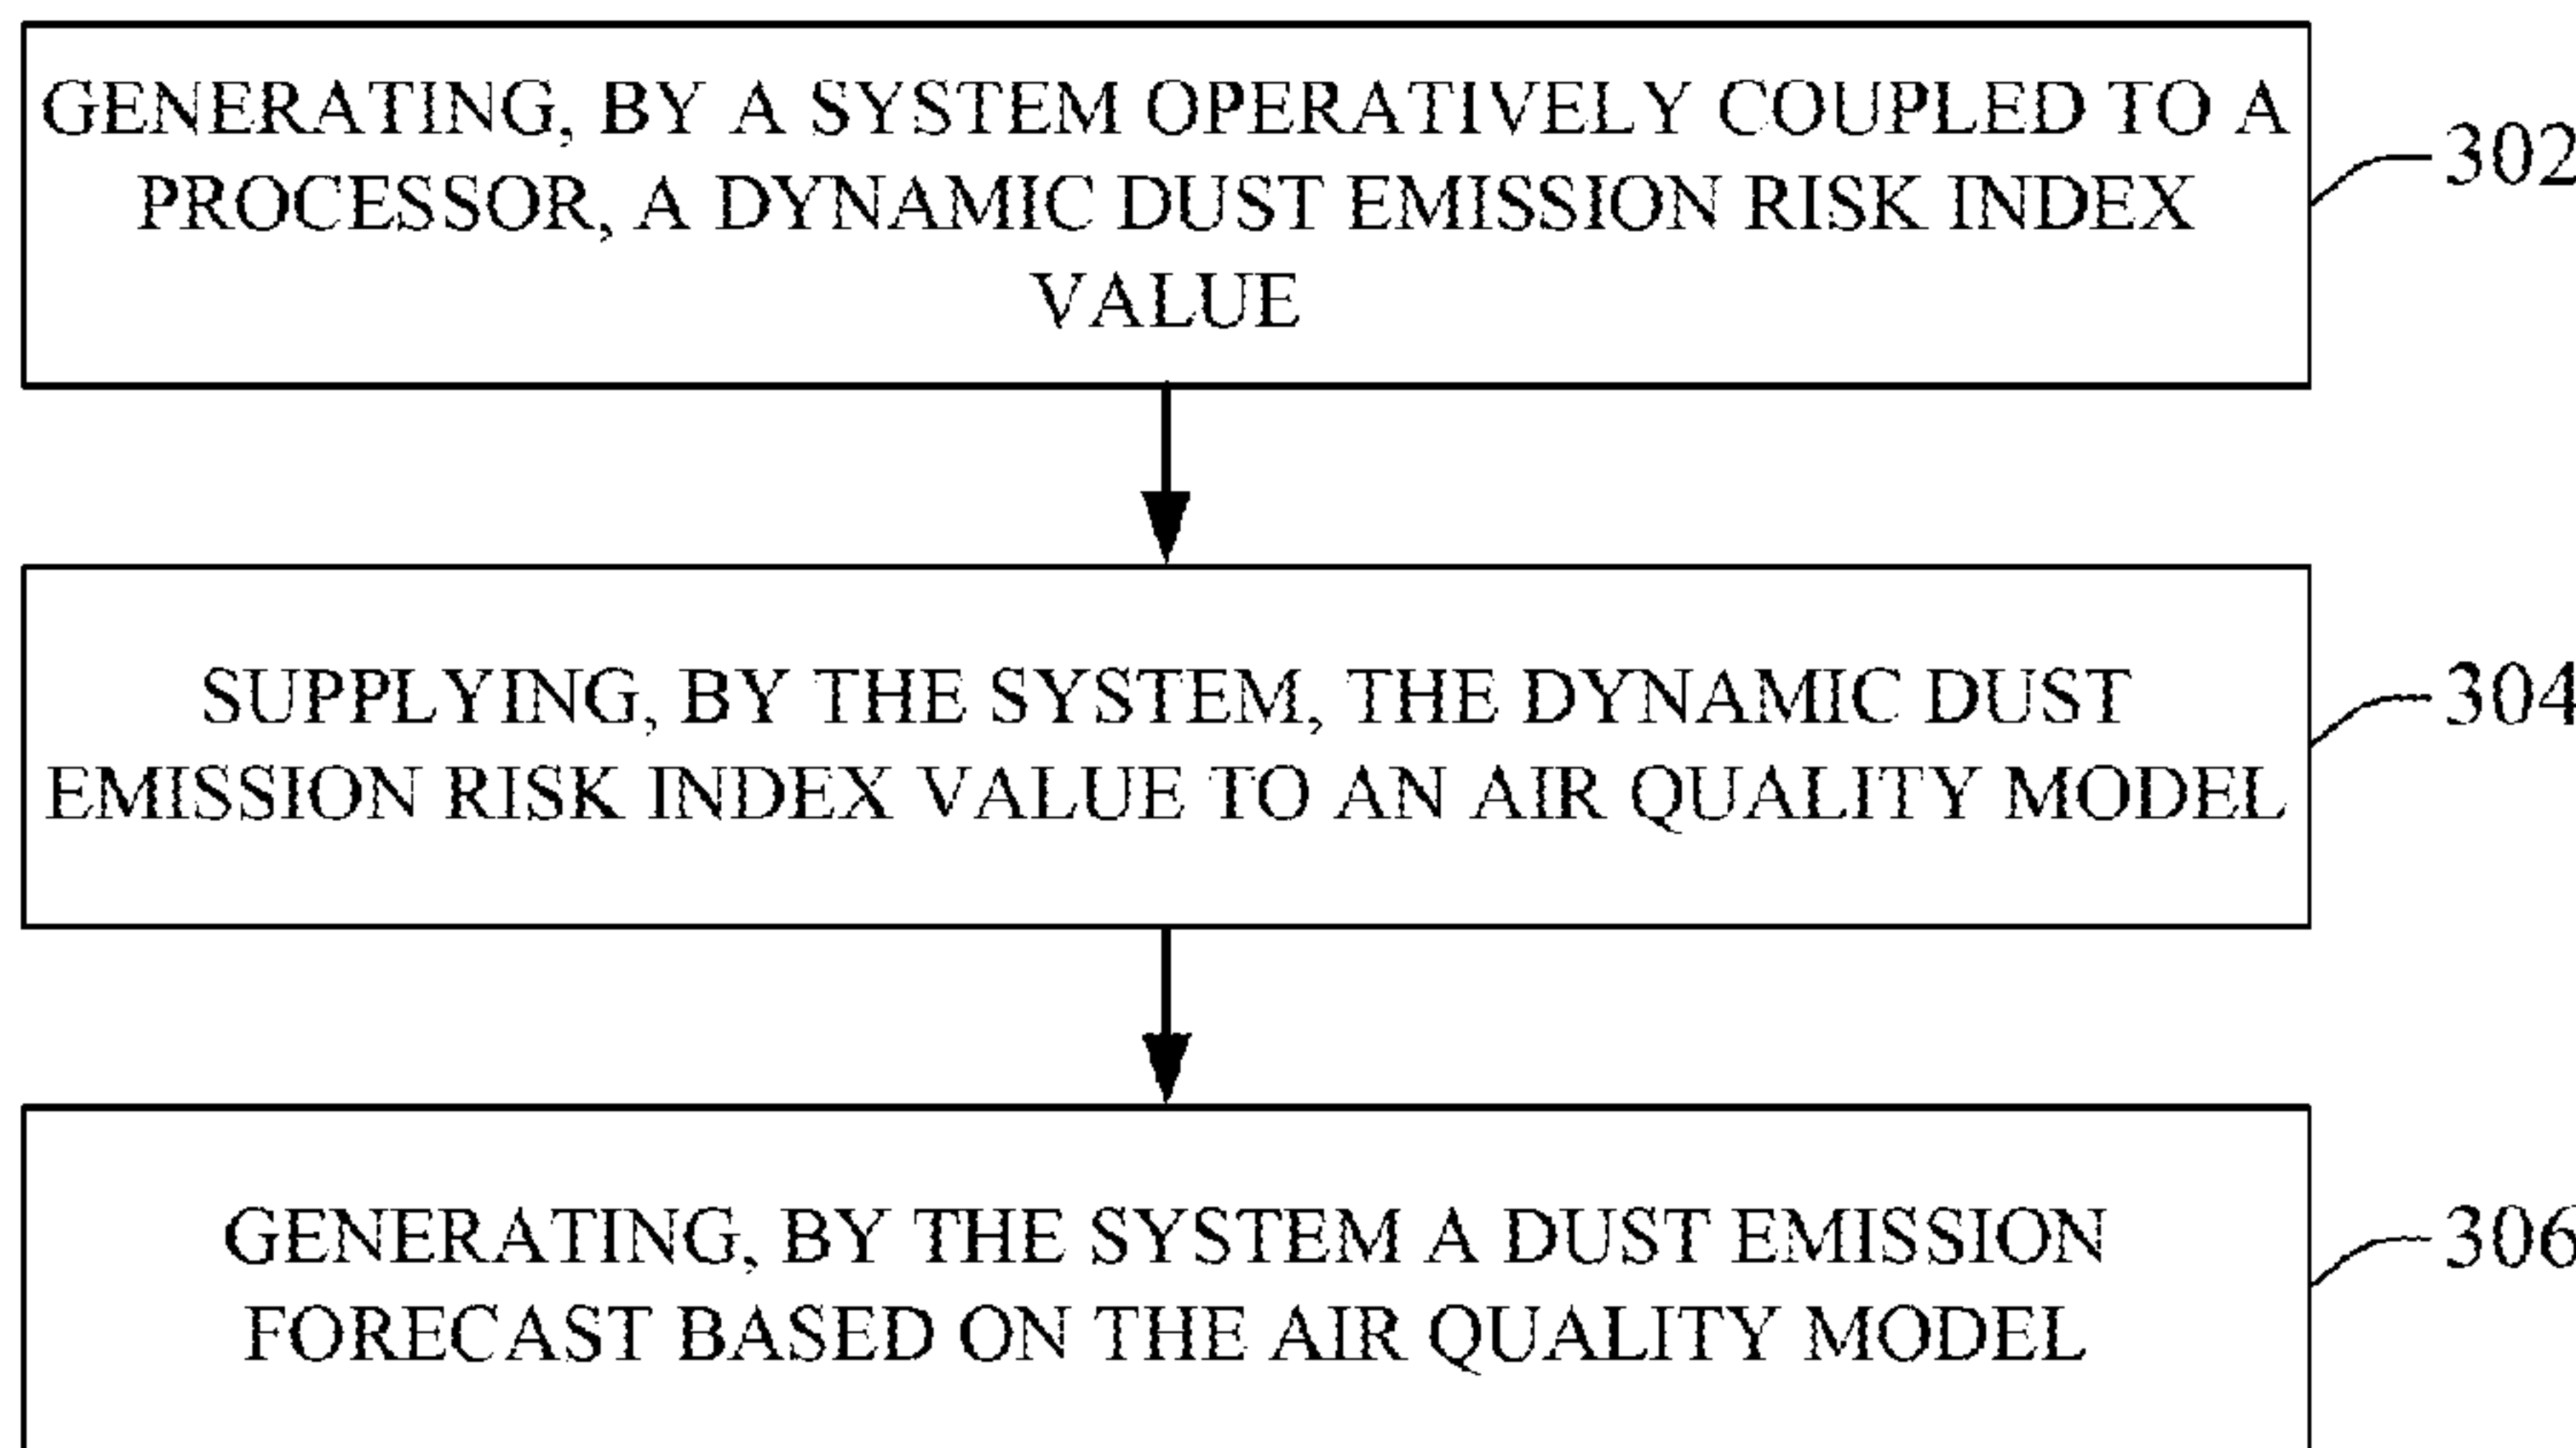 GENERATING, BY A SYSTEM OPERATIVELY COUPLED TO A
PROCESSOR, A DYNAMIC DUST EMISSION RISK INDEX
VALUE
302
SUPPLYING, BY THE SYSTEM, THE DYNAMIC DUST
EMISSION RISK INDEX VALUE TO AN AIR QUALITY MODEL
304
GENERATING, BY THE SYSTEM A DUST EMISSION
FORECAST BASED ON THE AIR QUALITY MODEL
306